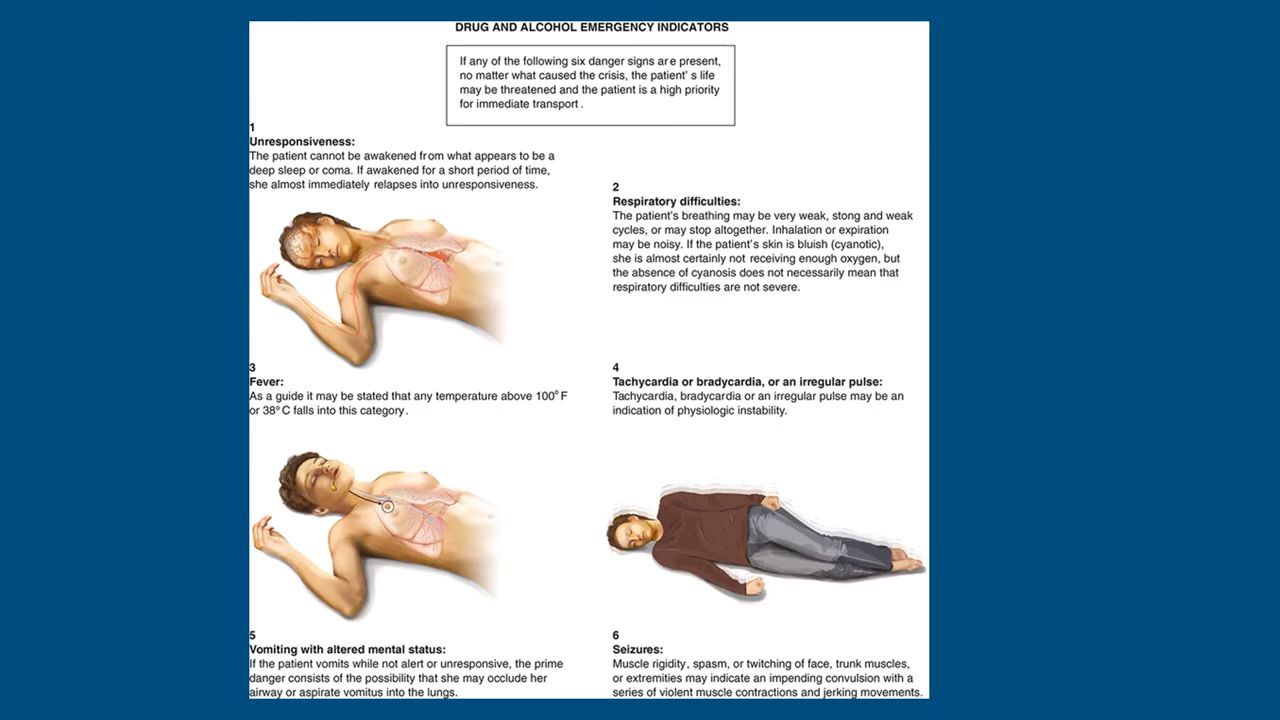 DRUG AND ALCOHOL EMERGENCY INDICATORS
If any of the following six danger signs are present,
no matter what caused the crisis, the patient's life
may be threatened and the patient is a high priority
for immediate transport.
1
Unresponsiveness:
The patient cannot be awakened from what appears to be a
deep sleep or coma. If awakened for a short period of time,
she almost immediately relapses into unresponsiveness.
2
Respiratory difficulties:
The patient's breathing may be very weak, stong and weak
cycles, or may stop altogether. Inhalation or expiration
may be noisy. If the patient's skin is bluish (cyanotic),
she is almost certainly not receiving enough oxygen, but
the absence of cyanosis does not necessarily mean that
respiratory difficulties are not severe.
3
Fever:
As a guide it may be stated that any temperature above 100° F
or 38° C falls into this category.
4
Tachycardia or bradycardia, or an irregular pulse:
Tachycardia, bradycardia or an irregular pulse may be an
indication of physiologic instability.
5
Vomiting with altered mental status:
If the patient vomits while not alert or unresponsive, the prime
danger consists of the possibility that she may occlude her
airway or aspirate vomitus into the lungs.
6
Seizures:
Muscle rigidity, spasm, or twitching of face, trunk muscles,
or extremities may indicate an impending convulsion with a
series of violent muscle contractions and jerking movements.